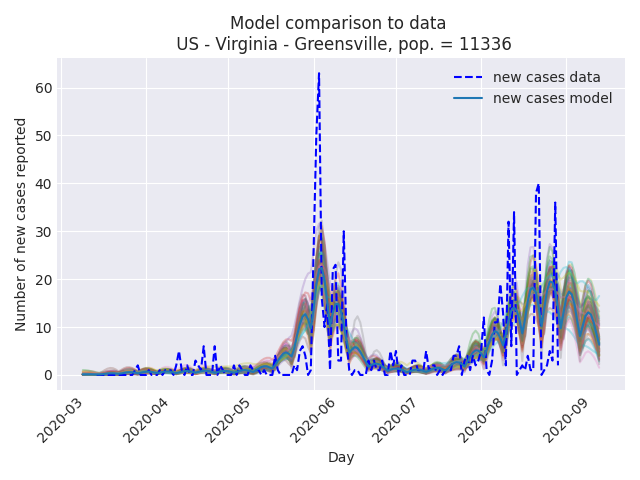 Model comparison to data
US - Virginia - Greensville, pop. = 11336
new cases data
new cases model
Number of new cases reported
60
50
40
30
20
10
0
2020-03
2020-04
2020-05
2020-06
2020-07
2020-08
2020-09
Day